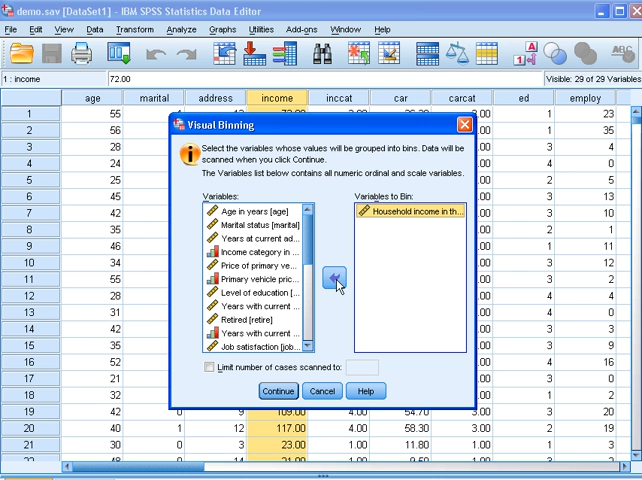 demo.sav [DataSet1] - IBM SPSS Statistics Data Editor
File Edit View Data Transform Analyze Graphs Utilities Add-ons Window Help
1 : income 72.00 Visible: 29 of 29 Variables
age marital address income inccat car carcat ed employ
1 55 1 23
2 56 1 35
3 28 3 4
4 24 4 0
5 25 2 5
6 45 3 13
7 42 3 10
8 35 2 1
9 46 1 11
10 34 3 12
11 55 3 2
12 28 4 4
13 31 4 0
14 42 3 3
15 35 3 9
16 52 4 16
17 21 3 0
18 32 1 2
19 42 0 9 109.00 4.00 54.70 3.00 3 20
20 40 1 12 117.00 4.00 58.30 3.00 2 19
21 30 0 3 23.00 1.00 11.80 1.00 1 3
Visual Binning
Select the variables whose values will be grouped into bins. Data will be
scanned when you click Continue.
The Variables list below contains all numeric ordinal and scale variables.
Variables: Variables to Bin:
Age in years [age]
Marital status [marital]
Years at current ad...
Income category in ...
Price of primary ve...
Primary vehicle pric...
Level of education [...
Years with current ...
Retired [retire]
Years with current ...
Job satisfaction [job...
Household income in th...
Limit number of cases scanned to:
Continue Cancel Help